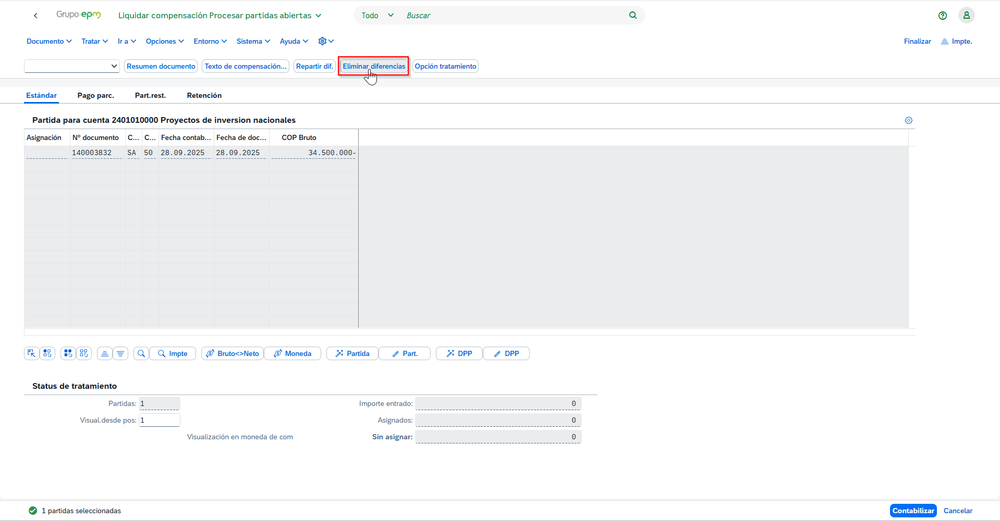 Grupo·epm Liquidar compensación Procesar partidas abiertas Todo Buscar
Documento Tratar Ir a Opciones Entorno Sistema Ayuda Finalizar Impte.
Resumen documento Texto de compensación... Repartir dif. Eliminar diferencias Opción tratamiento
Estándar Pago parc. Part.rest. Retención
Partida para cuenta 2401010000 Proyectos de inversion nacionales
Asignación Nº documento C... C... Fecha contab... Fecha de doc... COP Bruto
140003832 SA 50 28.09.2025 28.09.2025 34.500.000-
Impte Bruto<>Neto Moneda Partida Part. DPP DPP
Status de tratamiento
Partidas: 1 Importe entrado: 0
Visual.desde pos: 1 Asignados: 0
Visualización en moneda de com Sin asignar: 0
1 partidas seleccionadas Contabilizar Cancelar